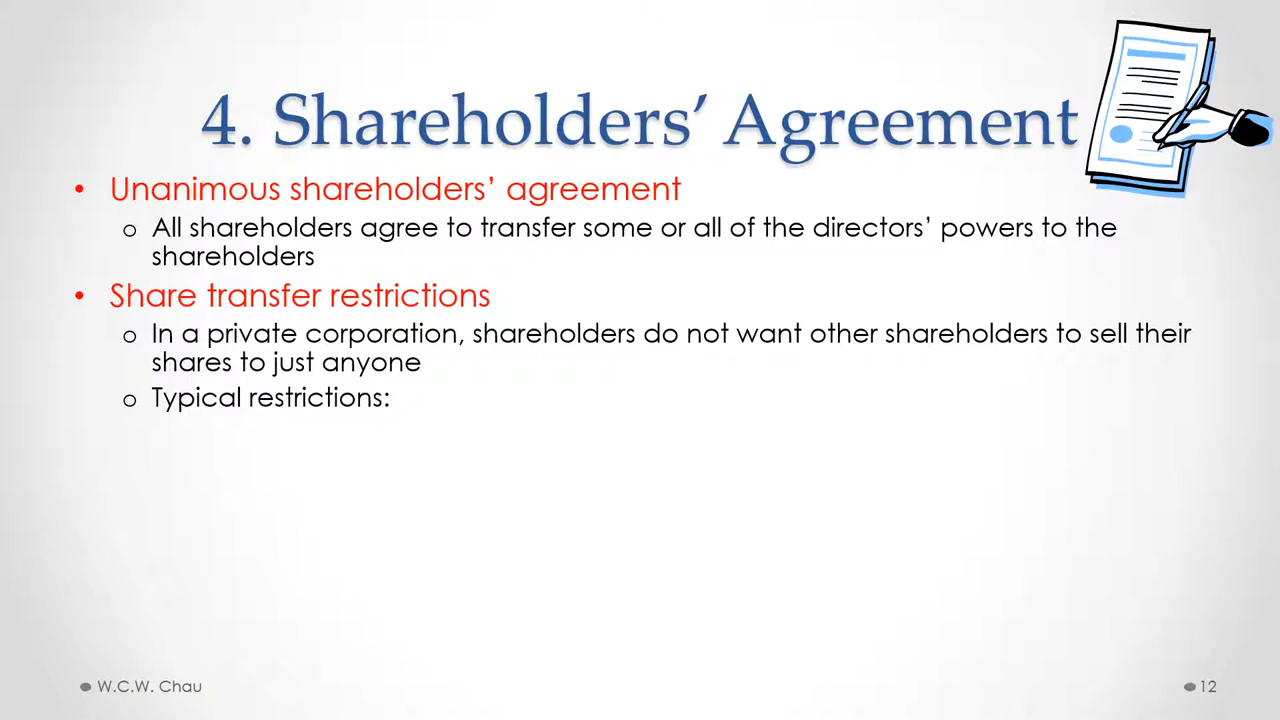 4. Shareholders’ Agreement
• Unanimous shareholders’ agreement
o All shareholders agree to transfer some or all of the directors’ powers to the
shareholders
• Share transfer restrictions
o In a private corporation, shareholders do not want other shareholders to sell their
shares to just anyone
o Typical restrictions:
● W.C.W. Chau
● 12